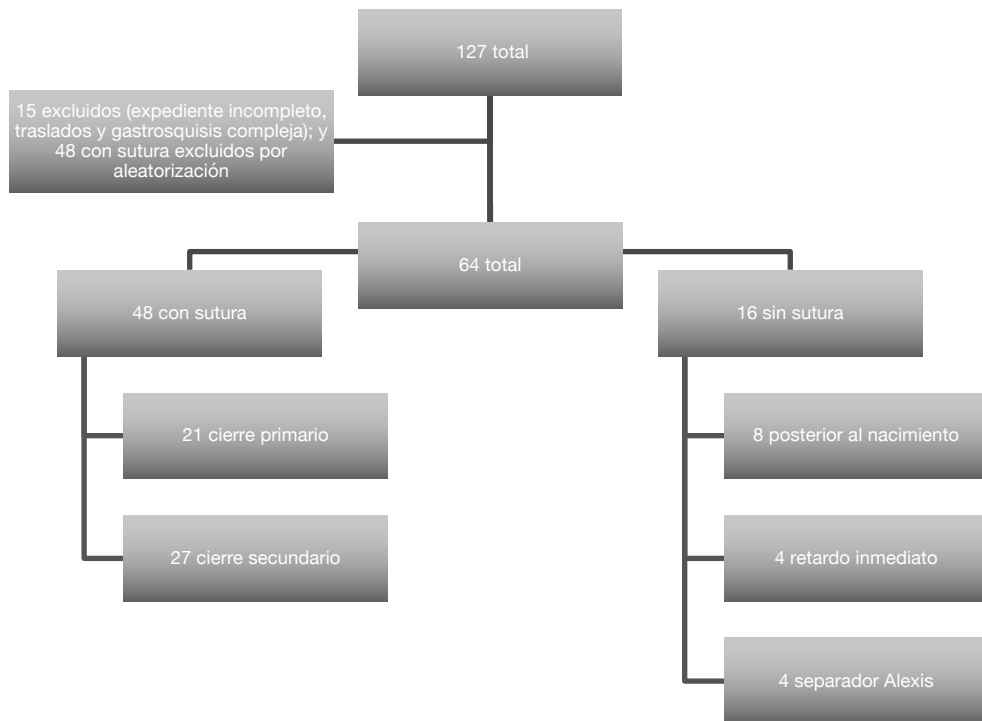 127 total
15 excluidos (expediente incompleto,
traslados y gastrosquisis compleja); y
48 con sutura excluidos por
aleatorización
64 total
48 con sutura
16 sin sutura
21 cierre primario
8 posterior al nacimiento
27 cierre secundario
4 retardo inmediato
4 separador Alexis